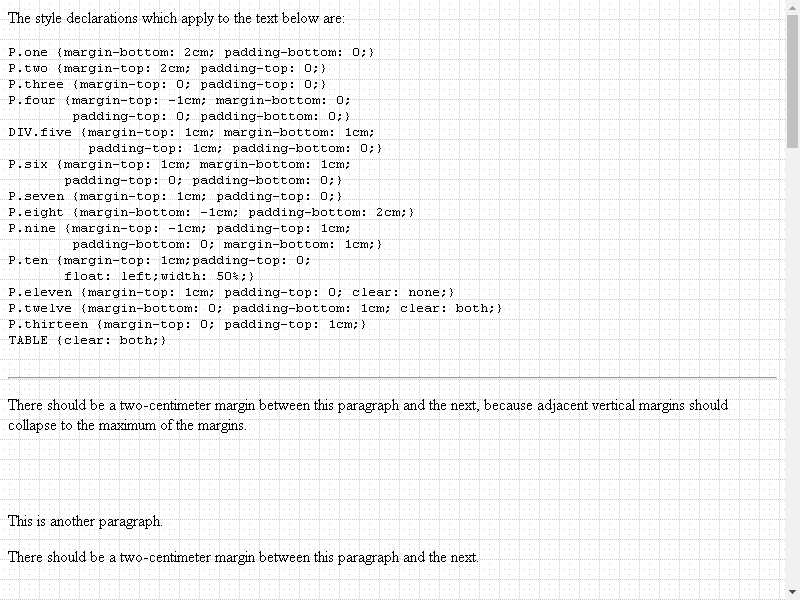 The style declarations which apply to the text below are:
P.one {margin-bottom: 2cm; padding-bottom: 0;}
P.two {margin-top: 2cm; padding-top: 0;}
P.three {margin-top: 0; padding-top: 0;}
P.four {margin-top: -1cm; margin-bottom: 0;
        padding-top: 0; padding-bottom: 0;}
DIV.five {margin-top: 1cm; margin-bottom: 1cm;
          padding-top: 1cm; padding-bottom: 0;}
P.six {margin-top: 1cm; margin-bottom: 1cm;
       padding-top: 0; padding-bottom: 0;}
P.seven {margin-top: 1cm; padding-top: 0;}
P.eight {margin-bottom: -1cm; padding-bottom: 2cm;}
P.nine {margin-top: -1cm; padding-top: 1cm;
        padding-bottom: 0; margin-bottom: 1cm;}
P.ten {margin-top: 1cm;padding-top: 0;
       float: left;width: 50%;}
P.eleven {margin-top: 1cm; padding-top: 0; clear: none;}
P.twelve {margin-bottom: 0; padding-bottom: 1cm; clear: both;}
P.thirteen {margin-top: 0; padding-top: 1cm;}
TABLE {clear: both;}
There should be a two-centimeter margin between this paragraph and the next, because adjacent vertical margins should
collapse to the maximum of the margins.
This is another paragraph.
There should be a two-centimeter margin between this paragraph and the next.